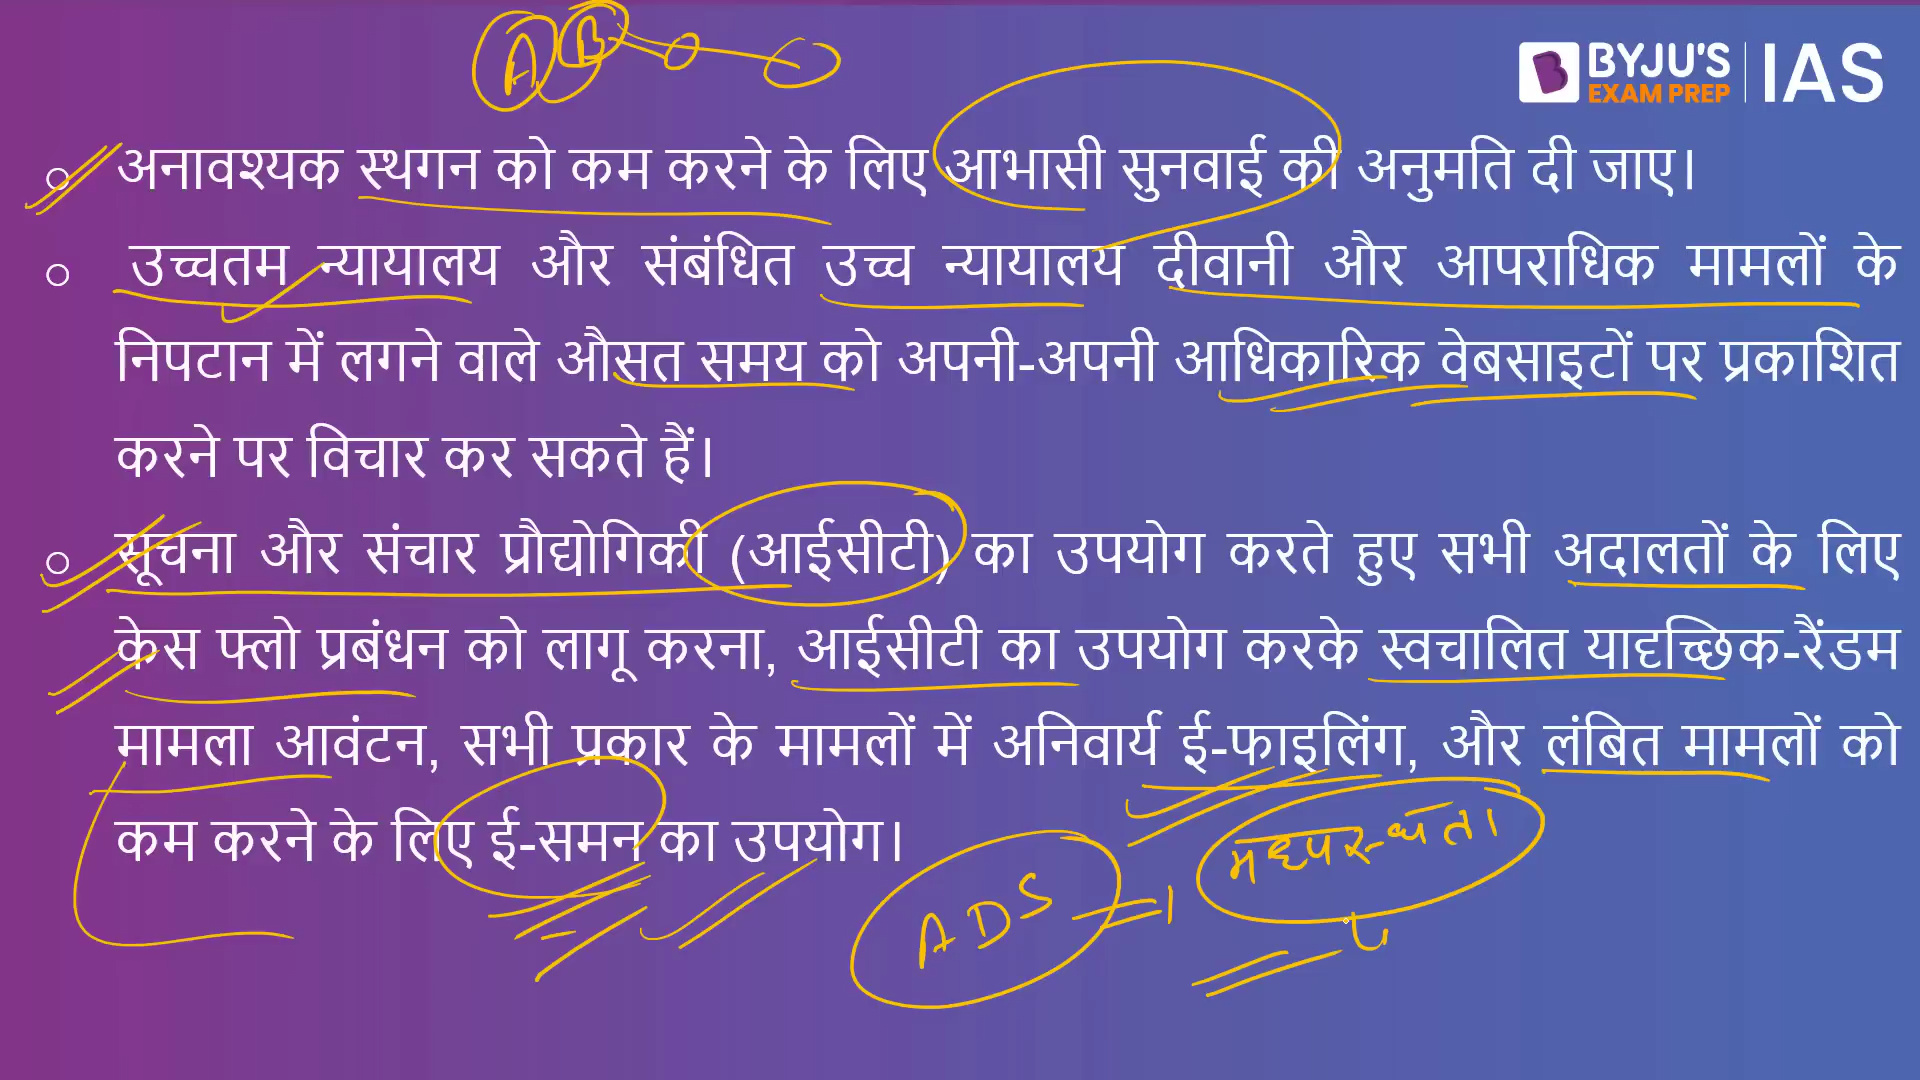 A B
BYJU'S
EXAM PREP
IAS
अनावश्यक स्थगन को कम करने के लिए आभासी सुनवाई की अनुमति दी जाए।
उच्चतम न्यायालय और संबंधित उच्च न्यायालय दीवानी और आपराधिक मामलों के
निपटान में लगने वाले औसत समय को अपनी-अपनी आधिकारिक वेबसाइटों पर प्रकाशित
करने पर विचार कर सकते हैं।
सूचना और संचार प्रौद्योगिकी (आईसीटी) का उपयोग करते हुए सभी अदालतों के लिए
केस फ्लो प्रबंधन को लागू करना, आईसीटी का उपयोग करके स्वचालित यादृच्छिक-रैंडम
मामला आवंटन, सभी प्रकार के मामलों में अनिवार्य ई-फाइलिंग, और लंबित मामलों को
कम करने के लिए ई-समन का उपयोग।
ADS